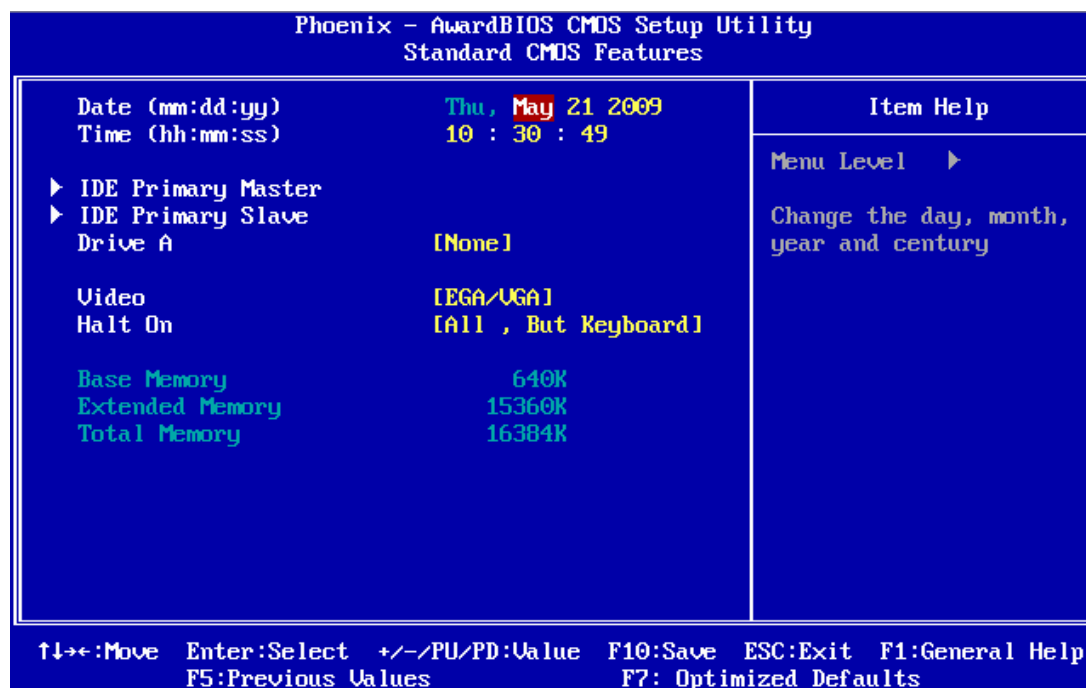 Phoenix - AwardBIOS CMOS Setup Utility
Standard CMOS Features
Date (mm:dd:yy) Thu, May 21 2009
Time (hh:mm:ss) 10 : 30 : 49
IDE Primary Master
IDE Primary Slave
Drive A [None]
Video [EGA/VGA]
Halt On [All , But Keyboard]
Base Memory 640K
Extended Memory 15360K
Total Memory 16384K
Item Help
Menu Level
Change the day, month,
year and century
↑↓→←:Move Enter:Select +/-/PU/PD:Value F10:Save ESC:Exit F1:General Help
F5:Previous Values F7: Optimized Defaults